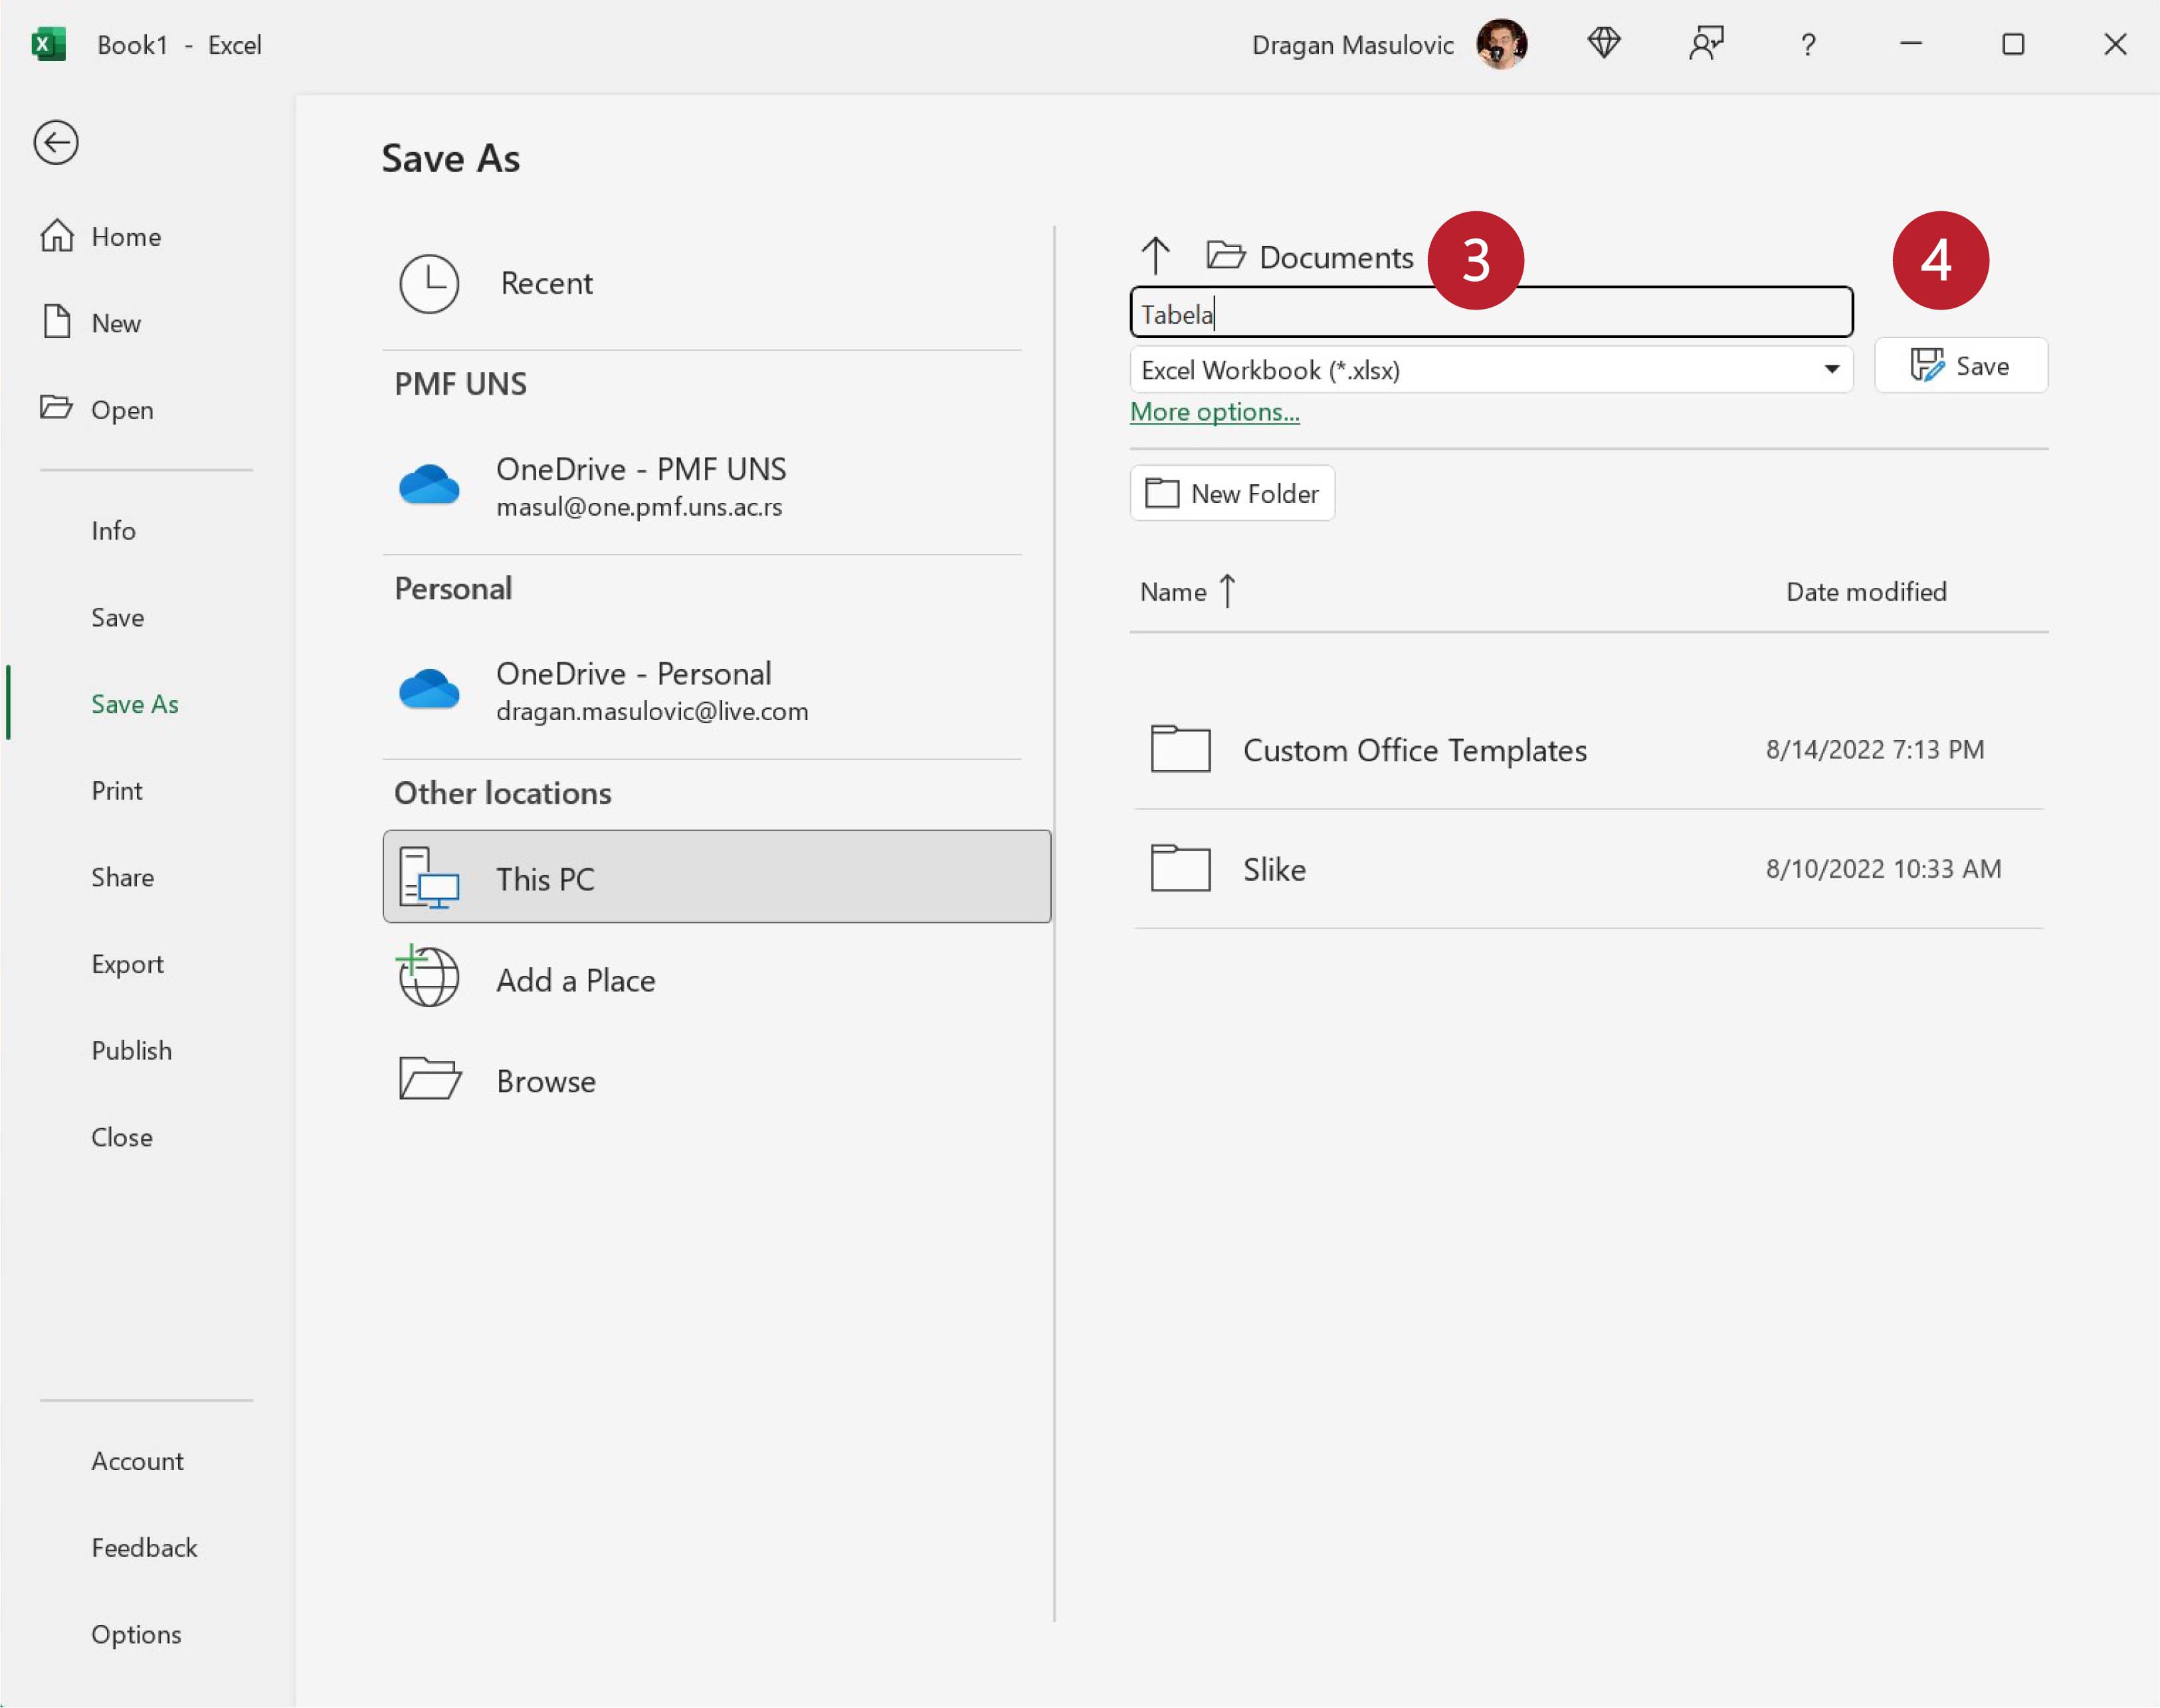 Book1 - Excel
Dragan Masulovic
?
Save As
Home
New
Open
Info
Save
Save As
Print
Share
Export
Publish
Close
Account
Feedback
Options
Recent
PMF UNS
OneDrive - PMF UNS
masul@one.pmf.uns.ac.rs
Personal
OneDrive - Personal
dragan.masulovic@live.com
Other locations
This PC
Add a Place
Browse
Documents
3
4
Tabela
Excel Workbook (*.xlsx)
Save
More options...
New Folder
Name Date modified
Custom Office Templates 8/14/2022 7:13 PM
Slike 8/10/2022 10:33 AM